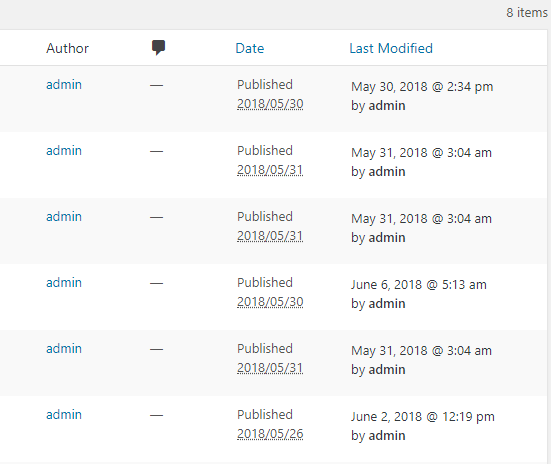 8 items
Author Date Last Modified
admin — Published May 30, 2018 @ 2:34 pm
2018/05/30 by admin
admin — Published May 31, 2018 @ 3:04 am
2018/05/31 by admin
admin — Published May 31, 2018 @ 3:04 am
2018/05/31 by admin
admin — Published June 6, 2018 @ 5:13 am
2018/05/30 by admin
admin — Published May 31, 2018 @ 3:04 am
2018/05/31 by admin
admin — Published June 2, 2018 @ 12:19 pm
2018/05/26 by admin